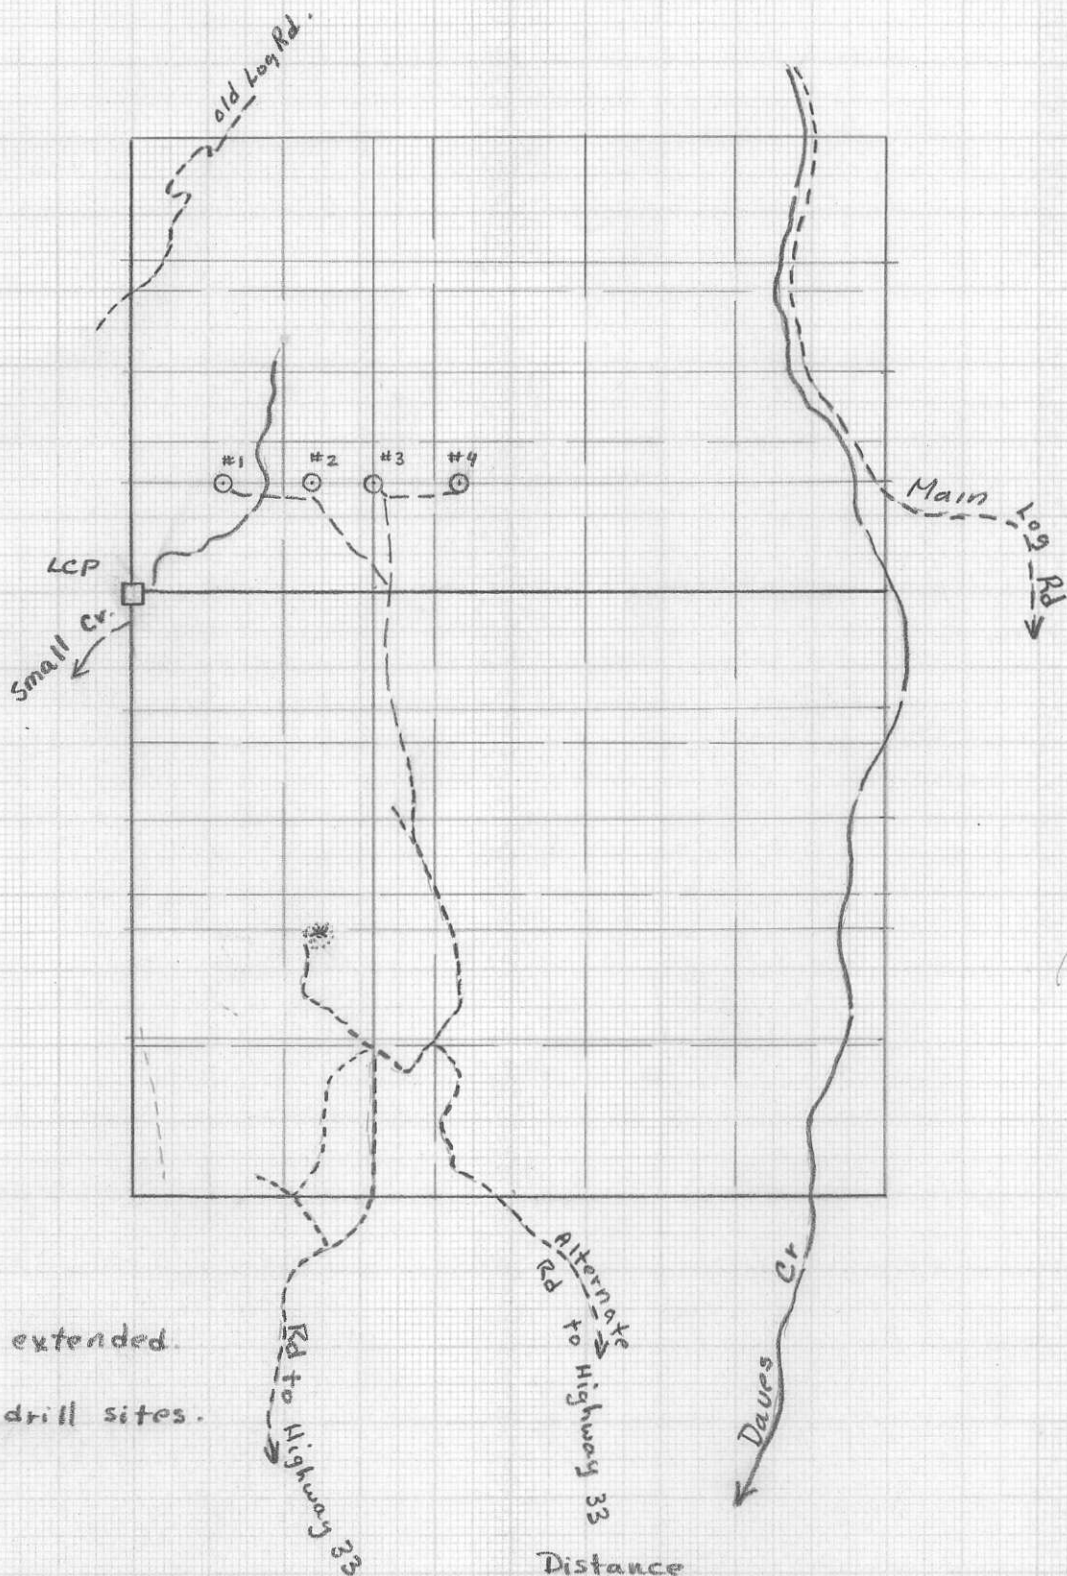 old Log Rd.
#1
#2
#3
#4
Main
Log Rd
LCP
Small Cr.
Alternate
Rd to Highway 33
Rd to Highway 33
Daves Cr
extended.
drill sites.
Distance